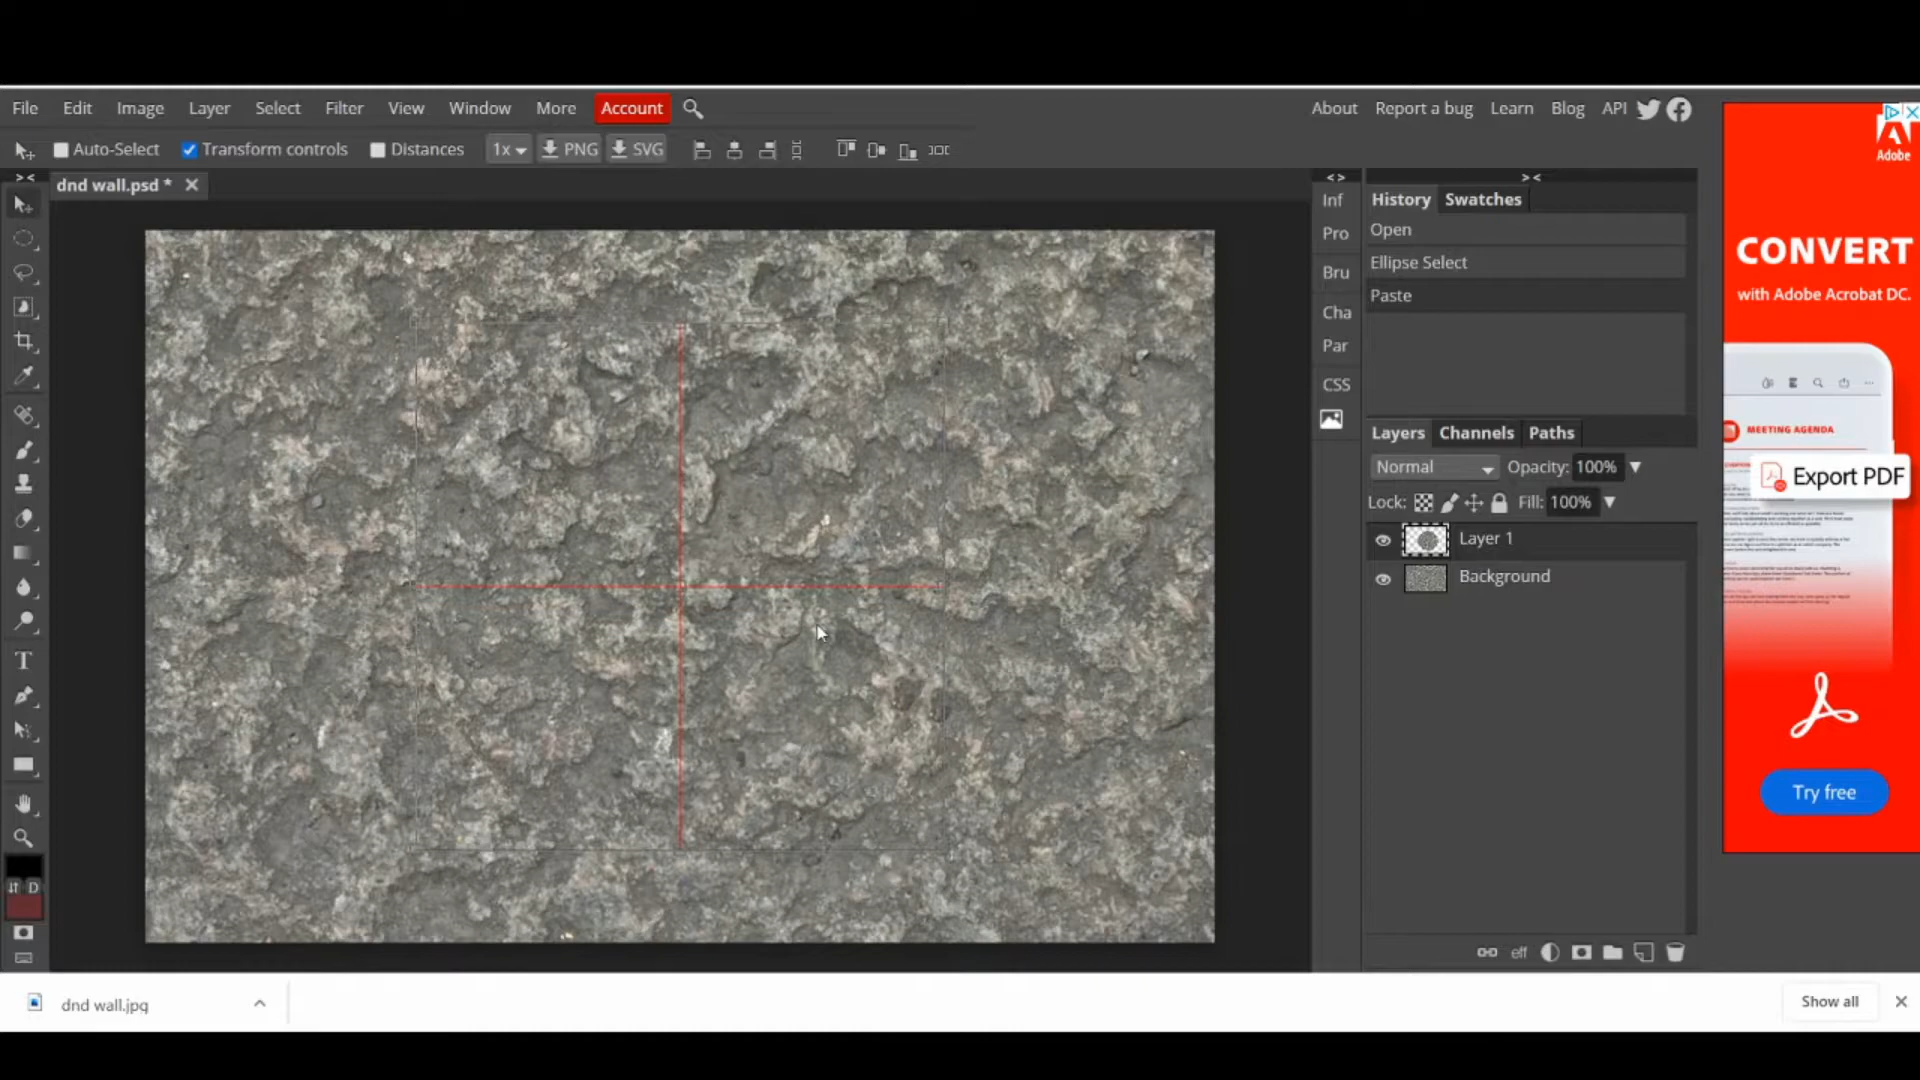 File Edit Image Layer Select Filter View Window More Account
About Report a bug Learn Blog API
Auto-Select Transform controls Distances 1x PNG SVG
dnd wall.psd *
Adobe
CONVERT
with Adobe Acrobat DC.
MEETING AGENDA
Export PDF
Try free
Inf
Pro
Bru
Cha
Par
CSS
History Swatches
Open
Ellipse Select
Paste
Layers Channels Paths
Normal Opacity: 100%
Lock: Fill: 100%
Layer 1
Background
eff
D
T
dnd wall.jpg
Show all